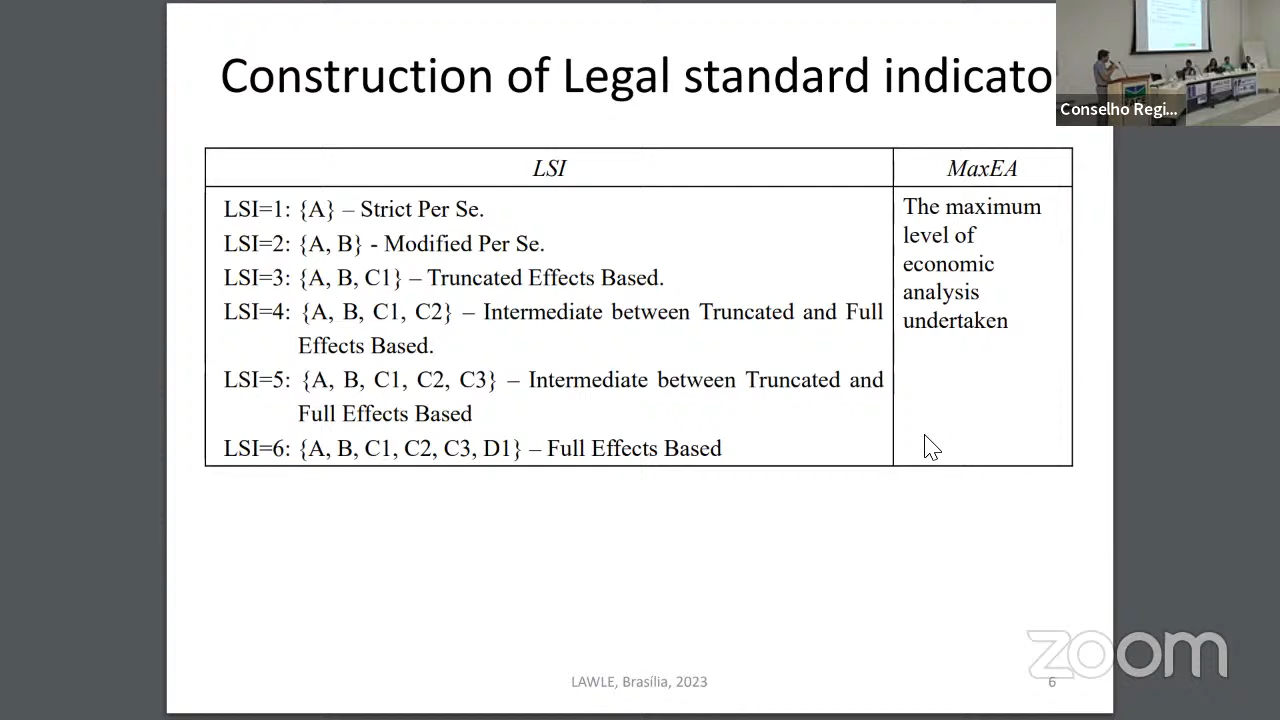 Construction of Legal standard indicato
Conselho Regi...
LSI
MaxEA
LSI=1: {A} – Strict Per Se.
LSI=2: {A, B} - Modified Per Se.
LSI=3: {A, B, C1} – Truncated Effects Based.
LSI=4: {A, B, C1, C2} – Intermediate between Truncated and Full
Effects Based.
LSI=5: {A, B, C1, C2, C3} – Intermediate between Truncated and
Full Effects Based
LSI=6: {A, B, C1, C2, C3, D1} – Full Effects Based
The maximum
level of
economic
analysis
undertaken
zoom
LAWLE, Brasília, 2023
6